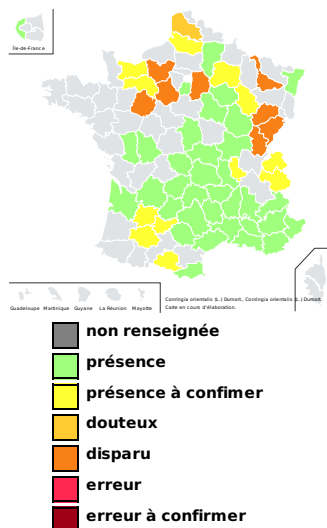 Île-de-France
Guadeloupe Martinique Guyane La Réunion Mayotte
Conringia orientalis (L.) Dumort., Conringia orientalis (L.) Dumort.
Carte en cours d'élaboration.
non renseignée
présence
présence à confimer
douteux
disparu
erreur
erreur à confirmer